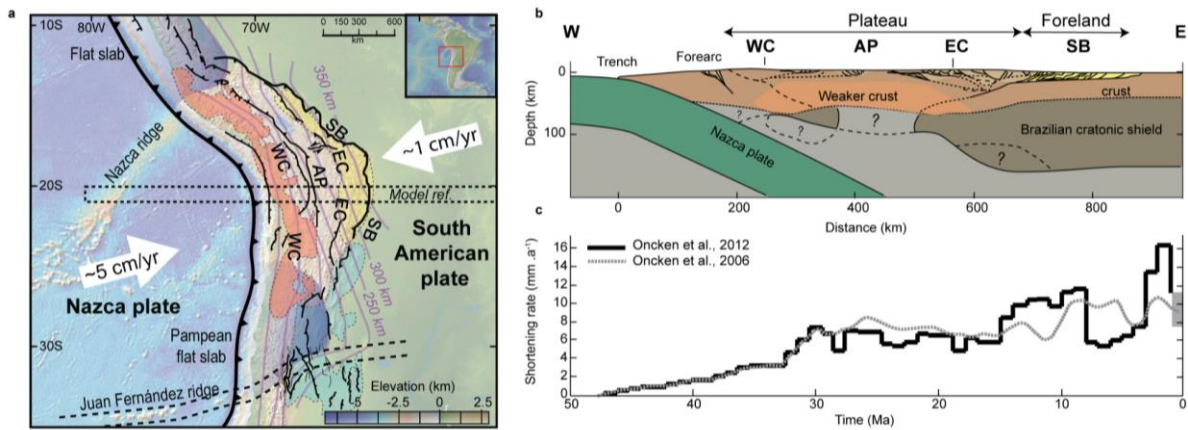 a
10S
80W
70W
0 150 300 600
km
Flat slab
350 km
Nazca ridge
SB
EC
WC
AP
~1 cm/yr
20S
Model ref.
EC
SB
WC
South
American
plate
~5 cm/yr
Nazca plate
300 km
250 km
Pampean
flat slab
30S
Juan Fernández ridge
Elevation (km)
-5 -2.5 0 2.5
b
Plateau Foreland
W WC AP EC SB E
Trench Forearc
Depth (km)
0
100
Weaker crust
crust
? ? ? ?
Nazca plate
Brazilian cratonic shield
?
0 200 400 600 800
Distance (km)
c
Shortening rate (mm .a⁻¹)
16
14
12
10
8
6
4
2
0
Oncken et al., 2012
Oncken et al., 2006
50 40 30 20 10 0
Time (Ma)